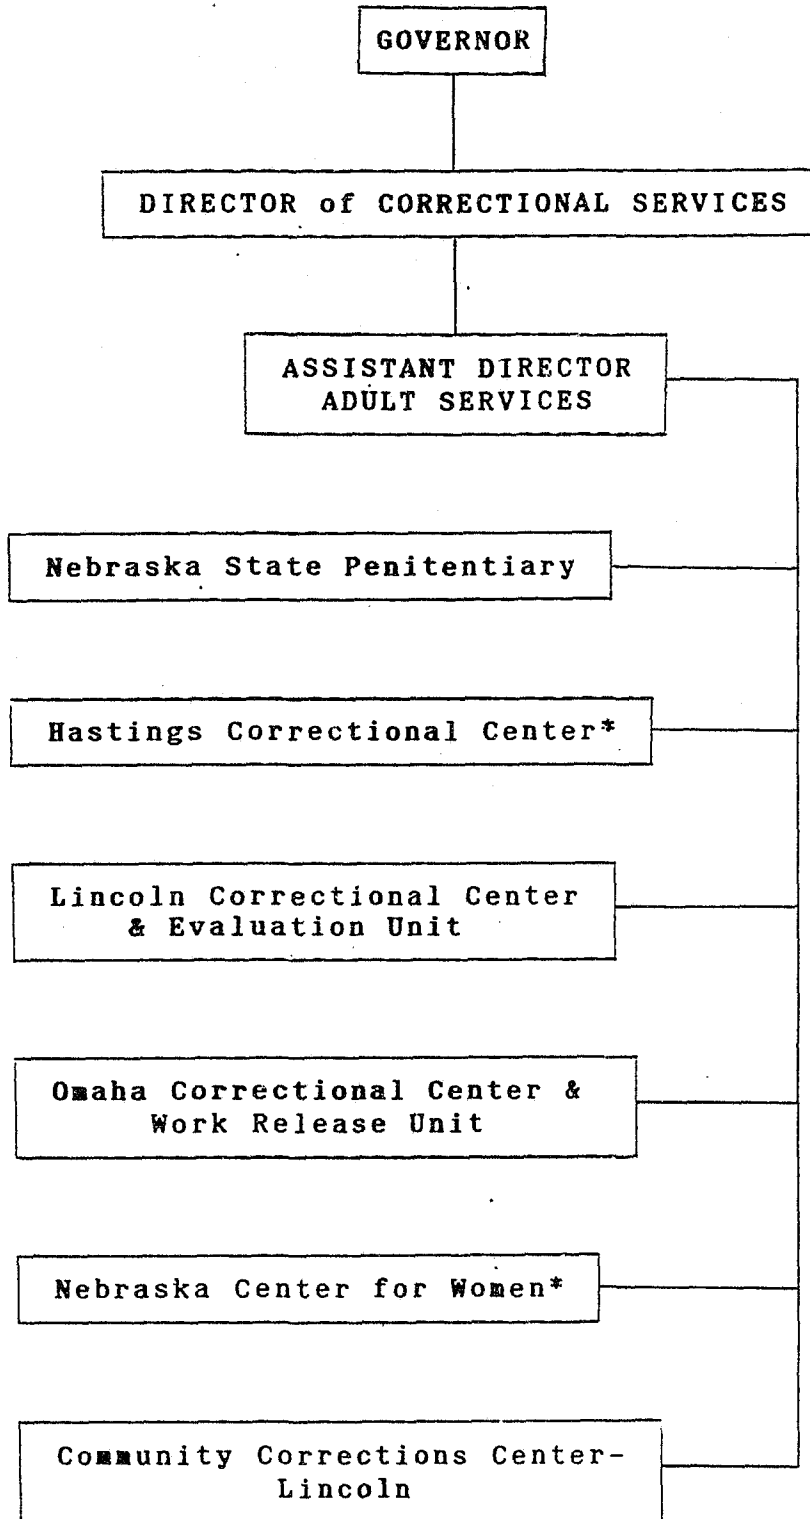 GOVERNOR
DIRECTOR of CORRECTIONAL SERVICES
ASSISTANT DIRECTOR
ADULT SERVICES
Nebraska State Penitentiary
Hastings Correctional Center*
Lincoln Correctional Center
& Evaluation Unit
Omaha Correctional Center &
Work Release Unit
Nebraska Center for Women*
Community Corrections Center-
Lincoln